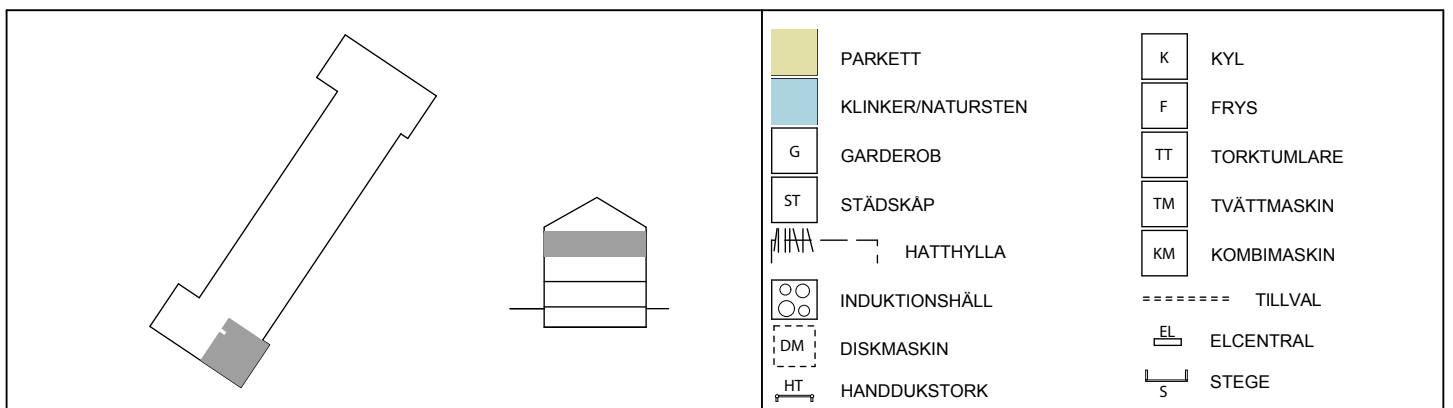 PARKETT
KLINKER/NATURSTEN
G GARDEROB
ST STÄDSKÅP
HATTHYLLA
INDUKTIONSHÄLL
DM DISKMASKIN
HT HANDDUKSTORK
K KYL
F FRYS
TT TORKTUMLARE
TM TVÄTTMASKIN
KM KOMBIMASKIN
TILLVAL
EL ELCENTRAL
S STEGE